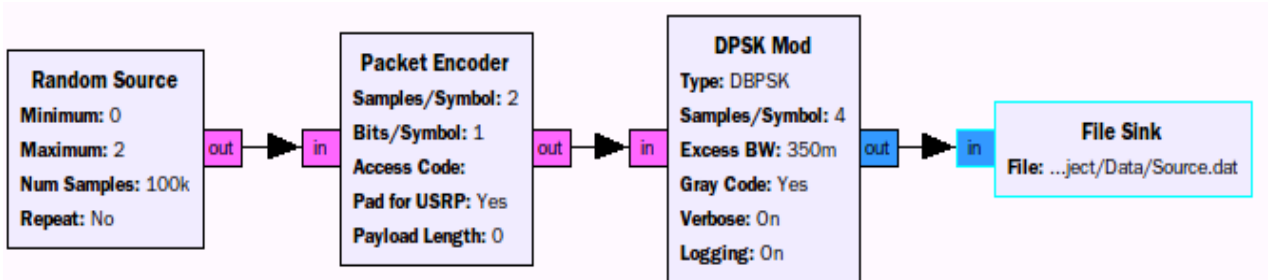 Random Source
Minimum: 0
Maximum: 2
Num Samples: 100k
Repeat: No
out
in
Packet Encoder
Samples/Symbol: 2
Bits/Symbol: 1
Access Code:
Pad for USRP: Yes
Payload Length: 0
out
in
DPSK Mod
Type: DBPSK
Samples/Symbol: 4
Excess BW: 350m
Gray Code: Yes
Verbose: On
Logging: On
out
in
File Sink
File: ...ject/Data/Source.dat